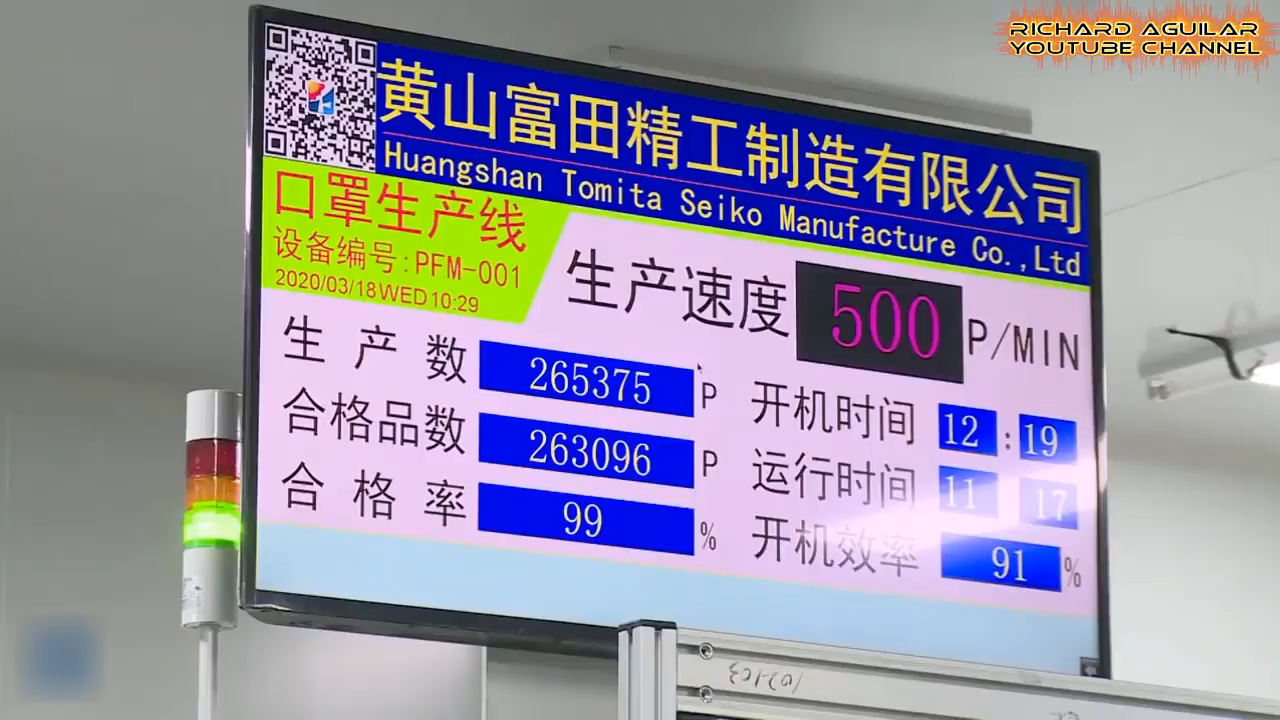 RICHARD AGUILAR
YOUTUBE CHANNEL
黄山富田精工制造有限公司
Huangshan Tomita Seiko Manufacture Co.,Ltd
口罩生产线
设备编号:PFM-001
2020/03/18WED10:29
生产速度 500 P/MIN
生产数 265375 P
开机时间 12:19
合格品数 263096 P
运行时间 11 17
合格率 99 %
开机效率 91 %